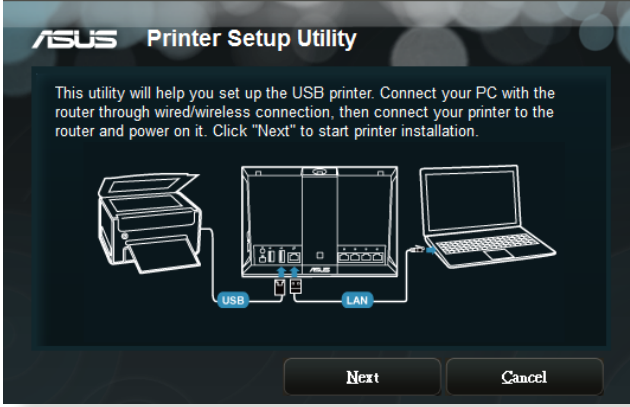 ASUS Printer Setup Utility
This utility will help you set up the USB printer. Connect your PC with the
router through wired/wireless connection, then connect your printer to the
router and power on it. Click "Next" to start printer installation.
ASUS
USB
LAN
Next
Cancel